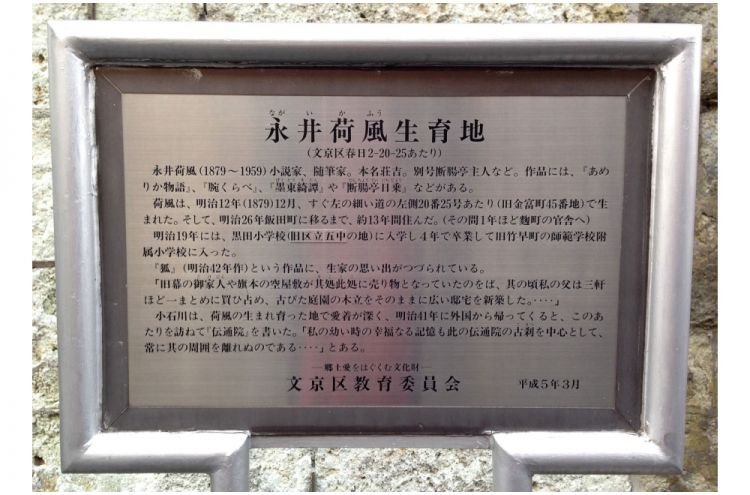 なが い か ふう
永井荷風生育地
(文京区春日2-20-25あたり)
永井荷風(1879～1959)小説家、随筆家。本名荘吉。別号断腸亭主人など。作品には、『あめ
りか物語』、『腕くらべ』、『墨東綺譚』や『断腸亭日乗』などがある。
荷風は、明治12年(1879)12月、すぐ左の細い道の左側20番25号あたり(旧金富町45番地)で生
まれた。そして、明治26年飯田町に移るまで、約13年間住んだ。(その間1年ほど麴町の官舎へ)
明治19年には、黒田小学校(旧区立五中の地)に入学し4年で卒業して旧竹早町の師範学校附
属小学校に入った。
『狐』(明治42年作)という作品に、生家の思い出がつづられている。
「旧幕の御家人や旗本の空屋敷が其処此処に売り物となっていたのをば、其の頃私の父は三軒
ほど一まとめに買ひ占め、古びた庭園の木立をそのままに広い邸宅を新築した。････」
小石川は、荷風の生まれ育った地で愛着が深く、明治41年に外国から帰ってくると、このあ
たりを訪ねて『伝通院』を書いた。「私の幼い時の幸福なる記憶も此の伝通院の古刹を中心として、
常に其の周囲を離れぬのである････」とある。
―郷土愛をはぐくむ文化財―
文京区教育委員会 平成5年3月